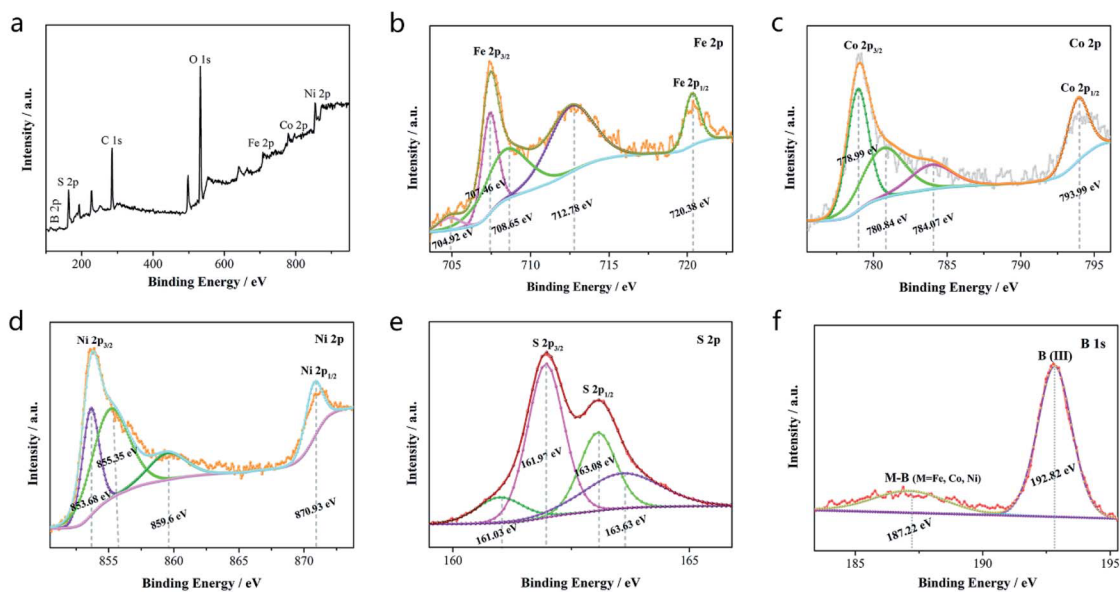 a
Intensity / a.u.
B 2p
S 2p
C 1s
O 1s
Fe 2p
Co 2p
Ni 2p
200
400
600
800
Binding Energy / eV
b
Fe 2p
Intensity / a.u.
Fe 2p3/2
Fe 2p1/2
704.92 eV
707.46 eV
708.65 eV
712.78 eV
720.38 eV
705
710
715
720
Binding Energy / eV
c
Co 2p
Intensity / a.u.
Co 2p3/2
Co 2p1/2
778.99 eV
780.84 eV
784.07 eV
793.99 eV
780
785
790
795
Binding Energy / eV
d
Ni 2p
Intensity / a.u.
Ni 2p3/2
Ni 2p1/2
853.68 eV
855.35 eV
859.6 eV
870.93 eV
855
860
865
870
Binding Energy / eV
e
S 2p
Intensity / a.u.
S 2p3/2
S 2p1/2
161.03 eV
161.97 eV
163.08 eV
163.63 eV
160
165
Binding Energy / eV
f
B 1s
Intensity / a.u.
B (III)
M-B (M=Fe, Co, Ni)
187.22 eV
192.82 eV
185
190
195
Binding Energy / eV